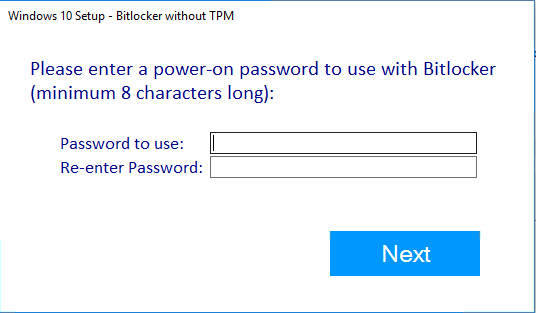 Windows 10 Setup - Bitlocker without TPM
Please enter a power-on password to use with Bitlocker
(minimum 8 characters long):
Password to use:
Re-enter Password:
Next